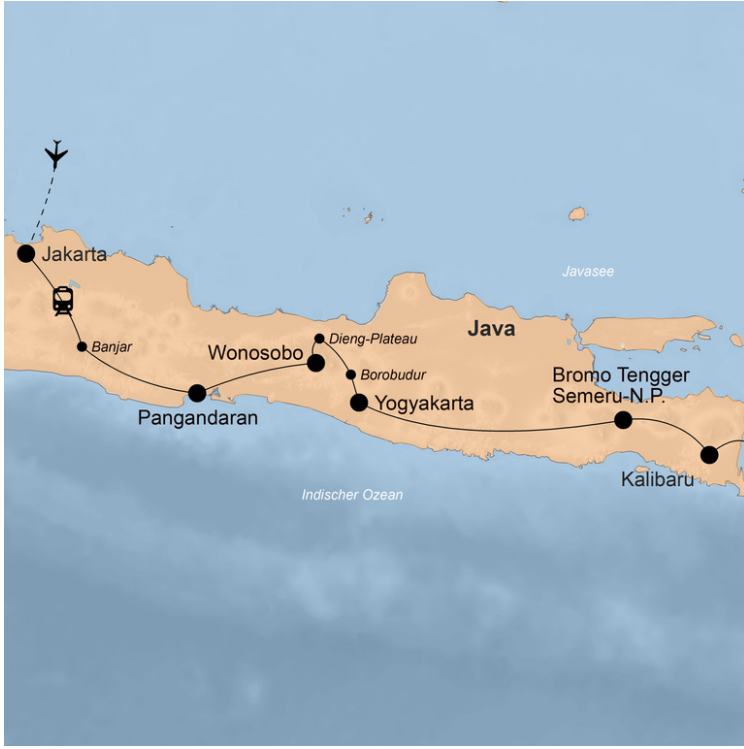 Jakarta
Javasee
Java
Dieng-Plateau
Banjar
Wonosobo
Borobudur
Bromo Tengger
Semeru-N.P.
Pangandaran
Yogyakarta
Kalibaru
Indischer Ozean